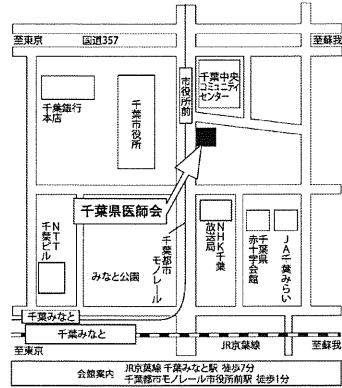 至東京
国道357
至蘇我
千葉銀行
本店
千葉市役所
市役所前
千葉中央
コミュニティ
センター
千葉県医師会
NTT
千葉ビル
みなと公園
千葉都市
モノレール
NHK千葉
放送局
千葉県
赤十字会館
JA千葉みらい
千葉みなと
千葉みなと
至東京
JR京葉線
至蘇我
会館案内
JR京葉線 千葉みなと駅 徒歩7分
千葉都市モノレール市役所前駅 徒歩1分